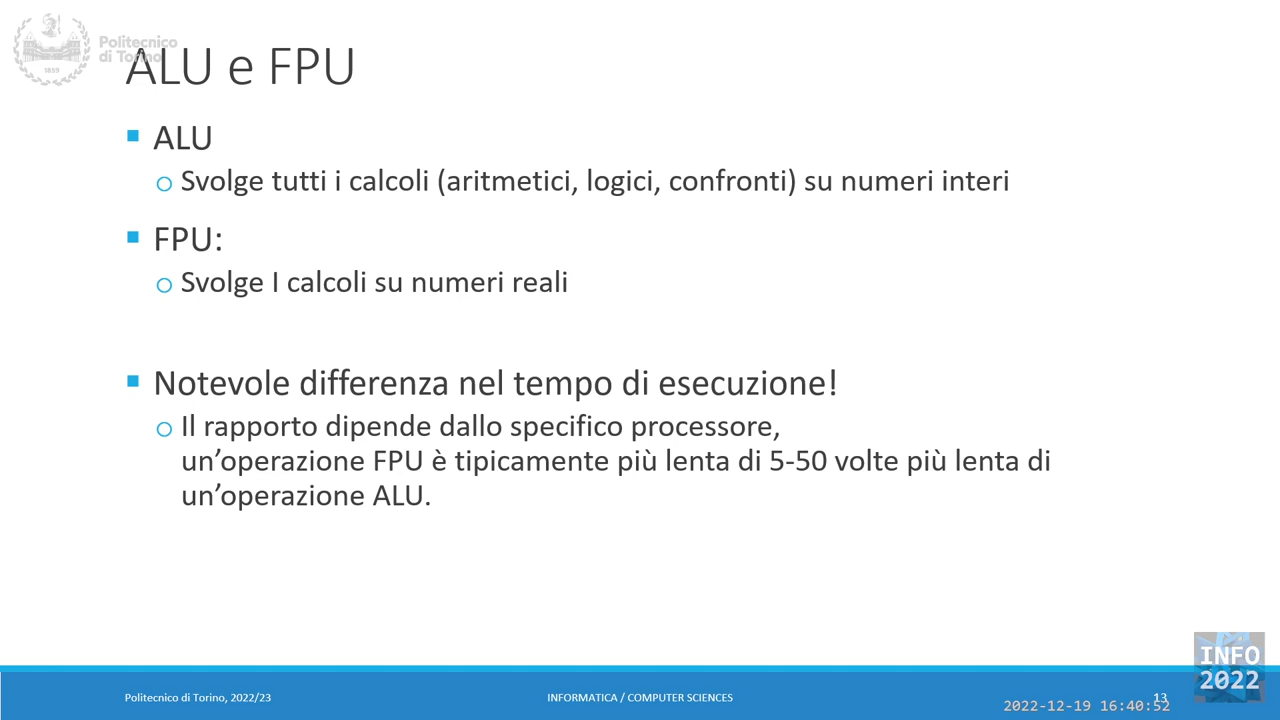 Politecnico
di Torino
1859
ALU e FPU
ALU
Svolge tutti i calcoli (aritmetici, logici, confronti) su numeri interi
FPU:
Svolge I calcoli su numeri reali
Notevole differenza nel tempo di esecuzione!
Il rapporto dipende dallo specifico processore,
un’operazione FPU è tipicamente più lenta di 5-50 volte più lenta di
un’operazione ALU.
INFO
2022
Politecnico di Torino, 2022/23
INFORMATICA / COMPUTER SCIENCES
13
2022-12-19 16:40:52